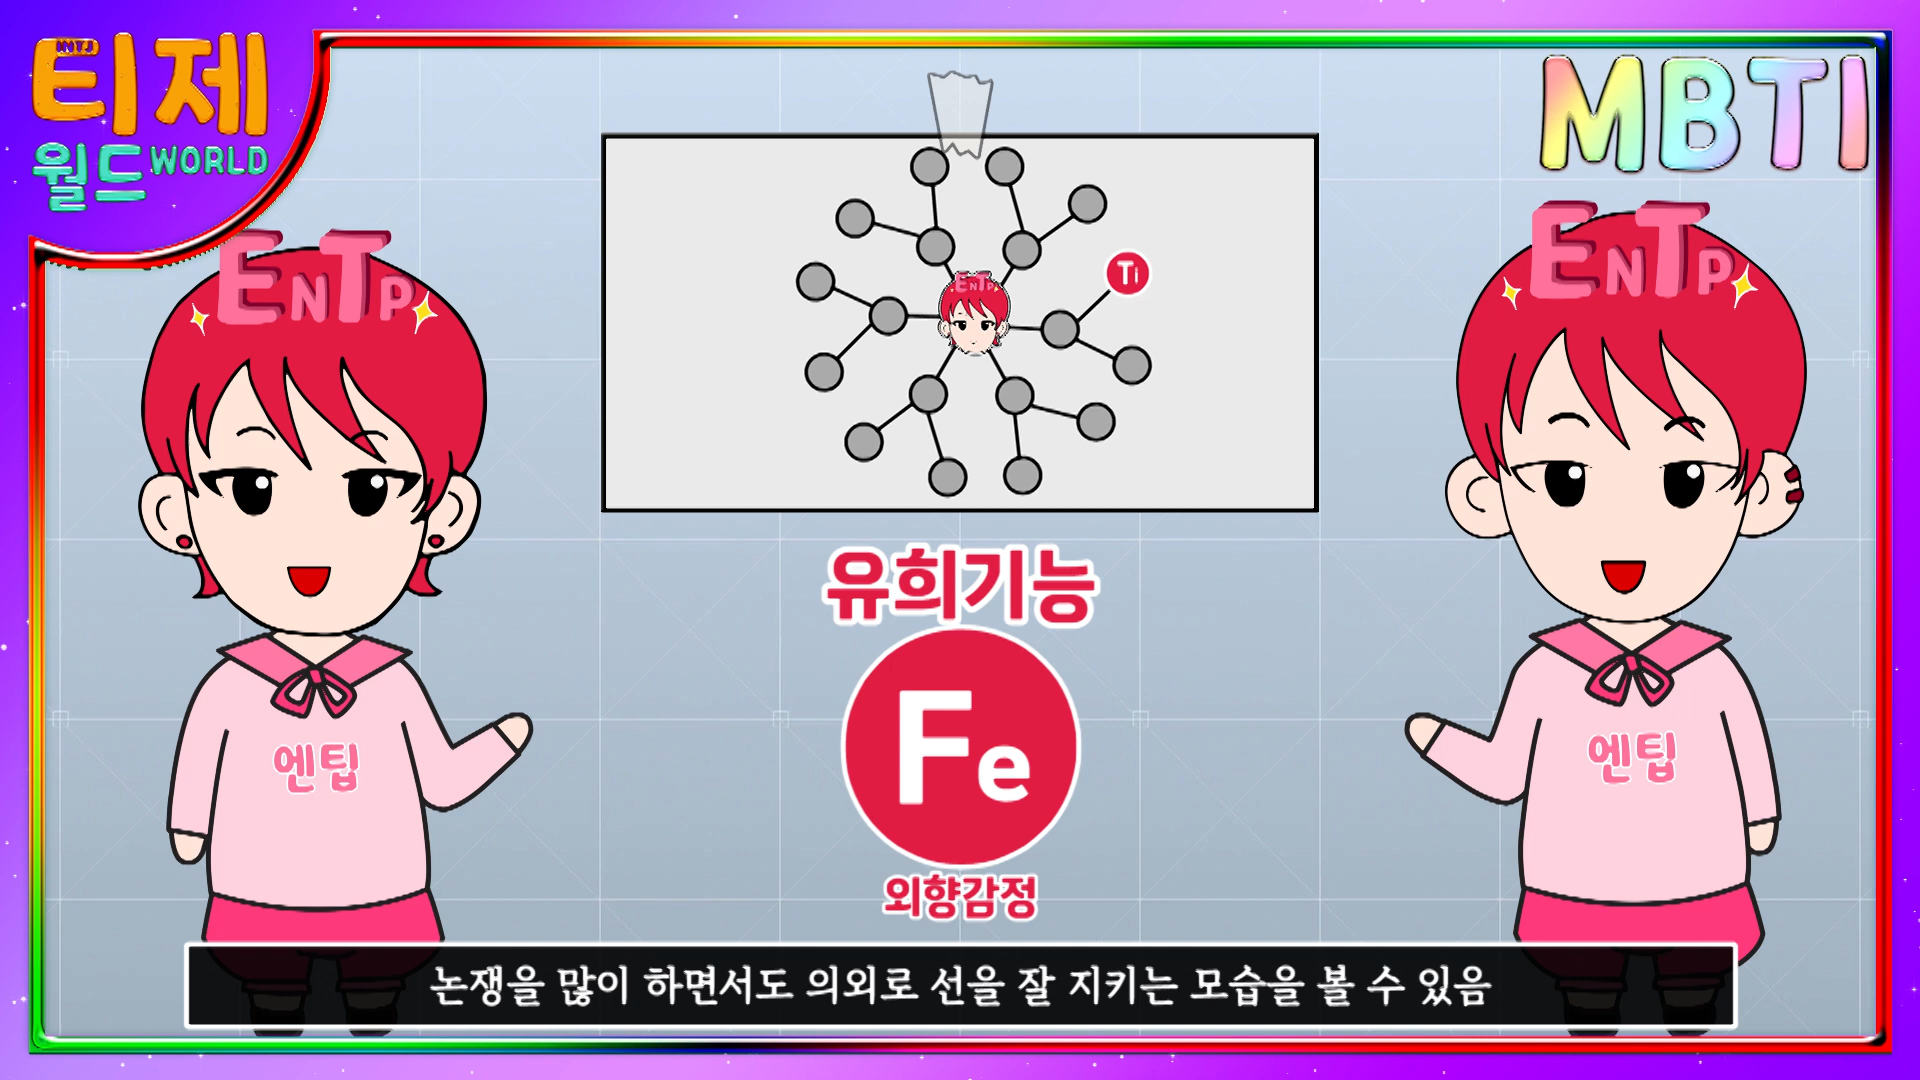 INTJ
티제
월드 WORLD
MBTI
ENTP
ENTP
ENTP
Ti
엔팁
엔팁
유희기능
Fe
외향감정
논쟁을 많이 하면서도 의외로 선을 잘 지키는 모습을 볼 수 있음